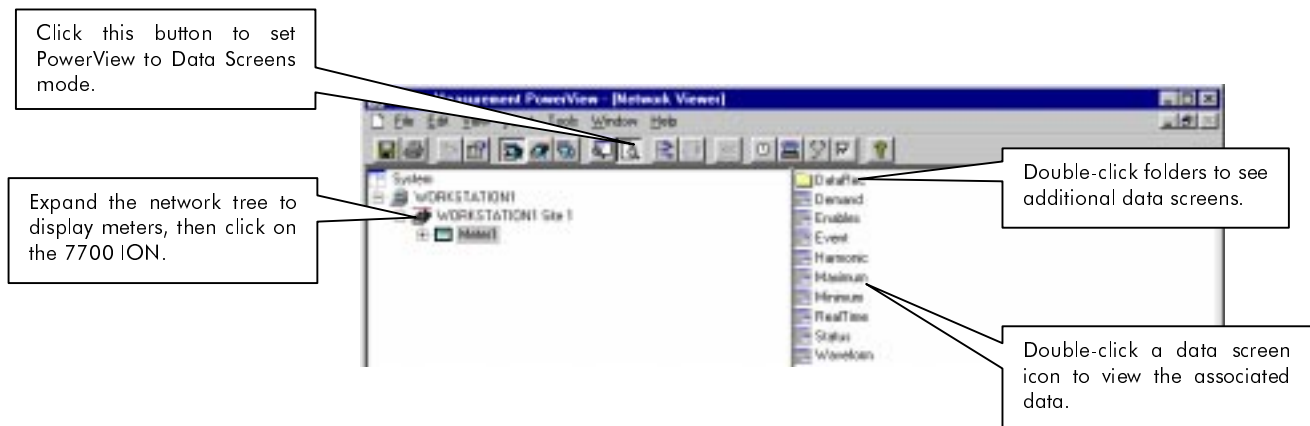 Click this button to set
PowerView to Data Screens
mode.
Measurement PowerView - [Network Viewer]
File Edit Tools Window Help
System
WORKSTATION1
WORKSTATION1 Site 1
Meter1
DataRec
Demand
Enables
Event
Harmonic
Maximum
Minimum
RealTime
Status
Waveform
Expand the network tree to
display meters, then click on
the 7700 ION.
Double-click folders to see
additional data screens.
Double-click a data screen
icon to view the associated
data.